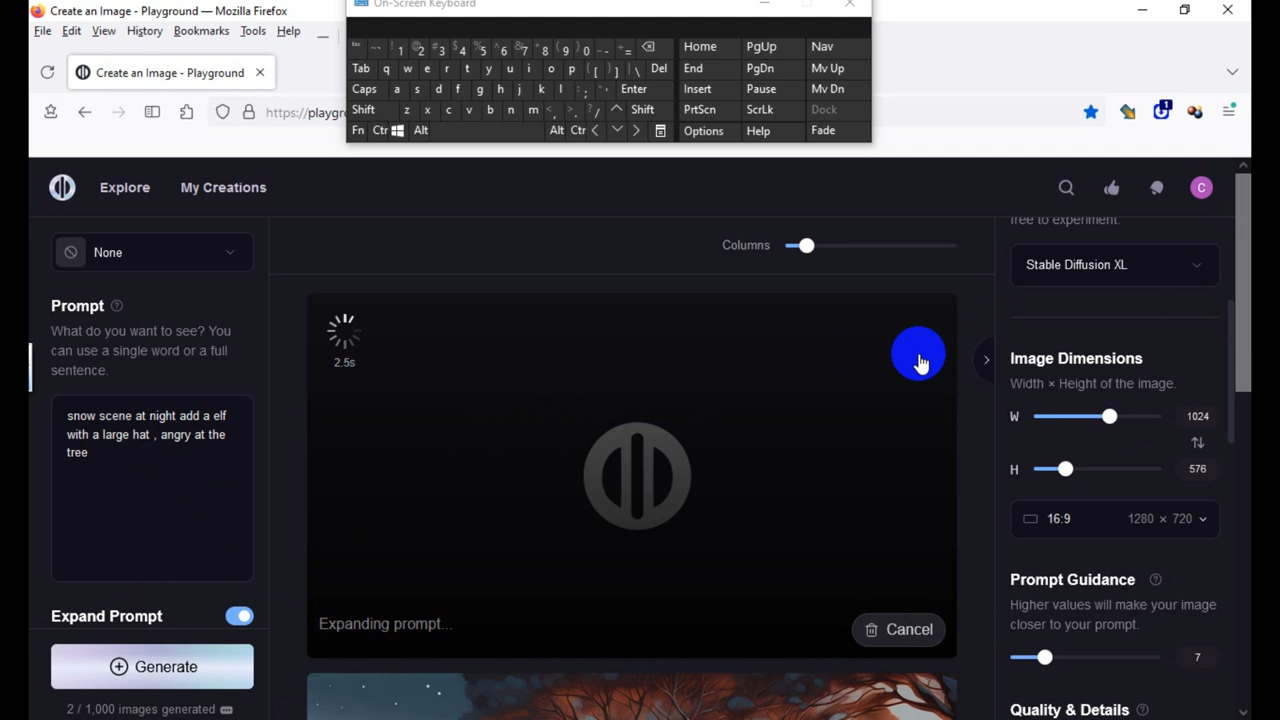 Create an Image - Playground — Mozilla Firefox
On-Screen Keyboard
File Edit View History Bookmarks Tools Help
Create an Image - Playground
https://playgr
Home PgUp Nav
Tab q w e r t y u i o p [ ] \ Del End PgDn Mv Up
Caps a s d f g h j k l ; ' Enter Insert Pause Mv Dn
Shift z x c v b n m , . / Shift PrtScn ScrLk Dock
Fn Ctr Alt Alt Ctr Options Help Fade
1
Explore My Creations
C
None
Columns
free to experiment.
Stable Diffusion XL
Prompt
What do you want to see? You
can use a single word or a full
sentence.
snow scene at night add a elf
with a large hat , angry at the
tree
Expand Prompt
Generate
2 / 1,000 images generated
2.5s
Expanding prompt...
Cancel
Image Dimensions
Width × Height of the image.
W 1024
H 576
16:9 1280 × 720
Prompt Guidance
Higher values will make your image
closer to your prompt.
7
Quality & Details